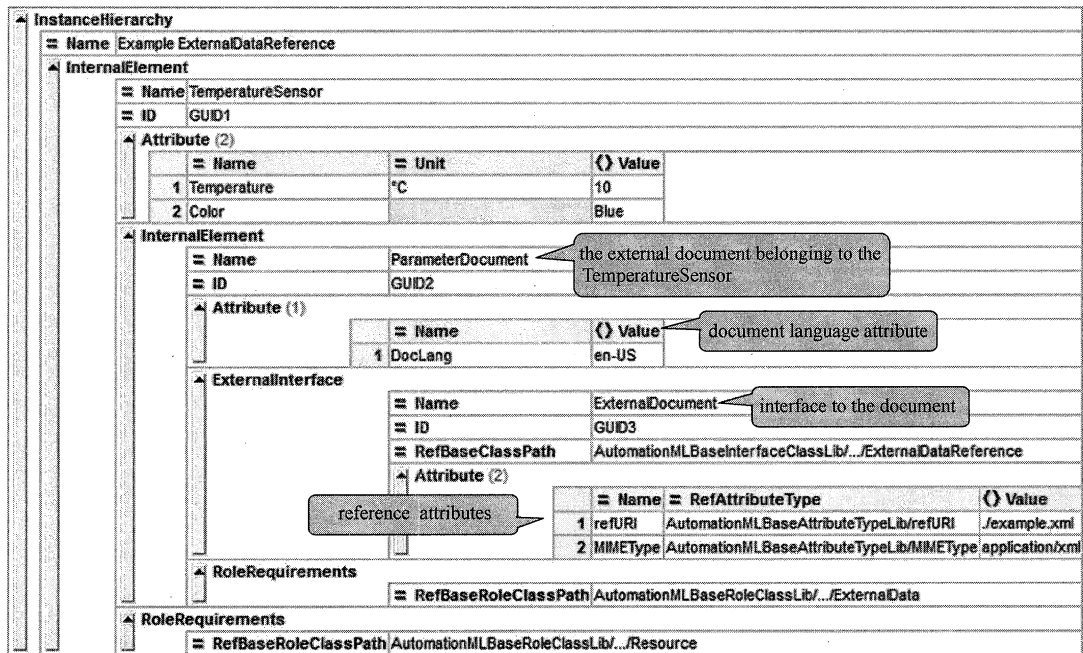 InstanceHierarchy
= Name Example ExternalDataReference
InternalElement
= Name TemperatureSensor
= ID GUID1
Attribute (2)
= Name = Unit () Value
1 Temperature °C 10
2 Color Blue
InternalElement
= Name ParameterDocument
the external document belonging to the
TemperatureSensor
= ID GUID2
Attribute (1)
= Name () Value
document language attribute
1 DocLang en-US
ExternalInterface
= Name ExternalDocument
interface to the document
= ID GUID3
= RefBaseClassPath AutomationMLBaseInterfaceClassLib/.../ExternalDataReference
Attribute (2)
= Name = RefAttributeType () Value
reference attributes
1 refURI AutomationMLBaseAttributeTypeLib/refURI ./example.xml
2 MIMEType AutomationMLBaseAttributeTypeLib/MIMEType application/xml
RoleRequirements
= RefBaseRoleClassPath AutomationMLBaseRoleClassLib/.../ExternalData
RoleRequirements
= RefBaseRoleClassPath AutomationMLBaseRoleClassLib/.../Resource